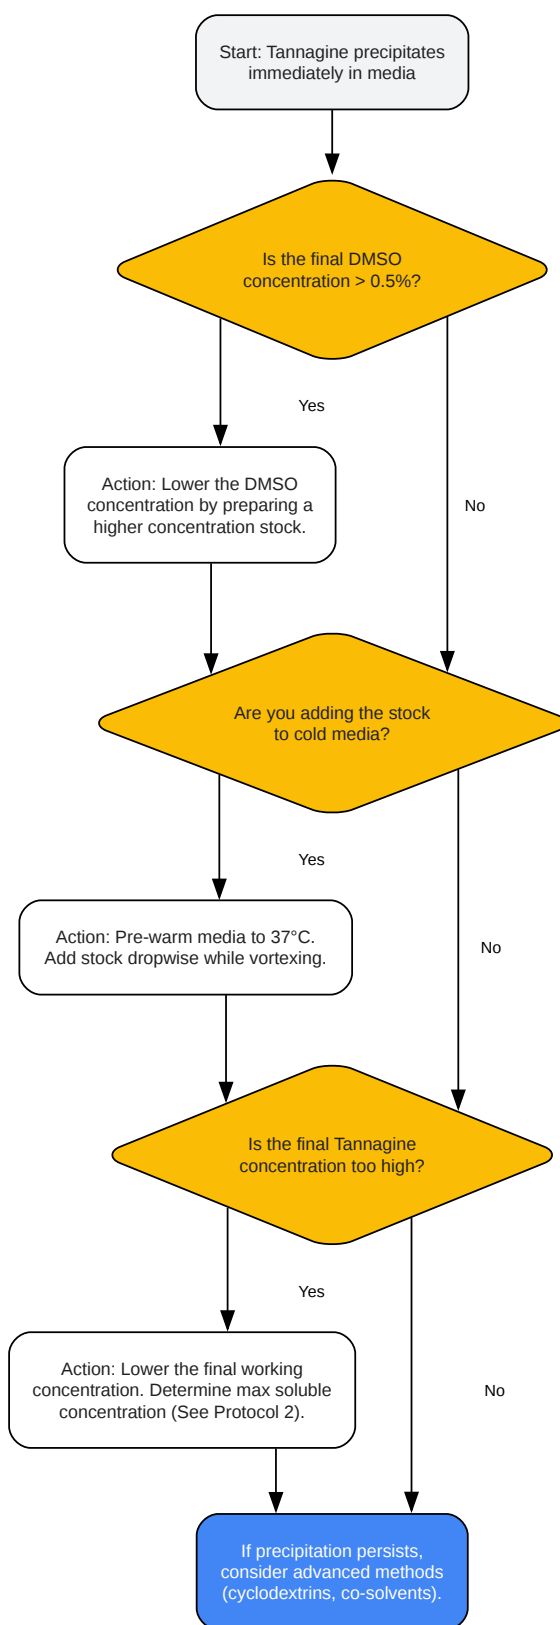 Start: Tannagine precipitates
immediately in media
Is the final DMSO
concentration > 0.5%?
Yes
Action: Lower the DMSO
concentration by preparing a
higher concentration stock.
No
Are you adding the stock
to cold media?
Yes
Action: Pre-warm media to 37°C.
Add stock dropwise while vortexing.
No
Is the final Tannagine
concentration too high?
Yes
Action: Lower the final working
concentration. Determine max soluble
concentration (See Protocol 2).
No
If precipitation persists,
consider advanced methods
(cyclodextrins, co-solvents).